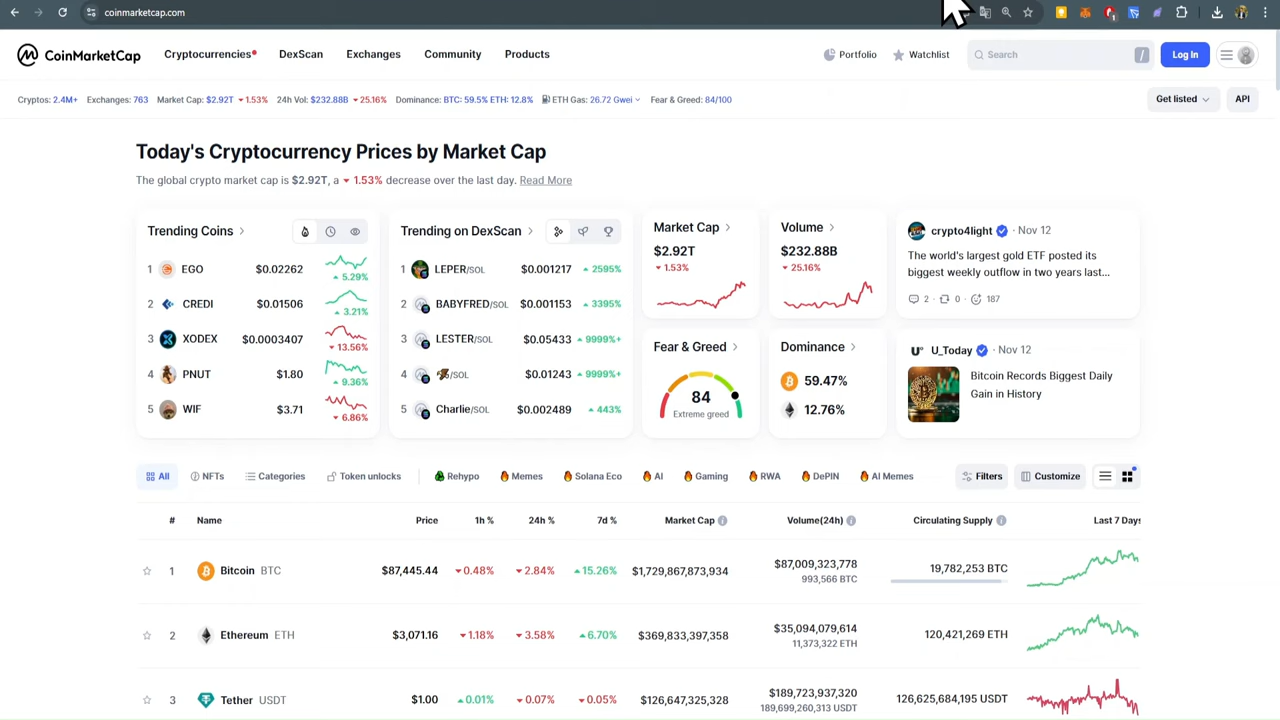 coinmarketcap.com
CoinMarketCap
Cryptocurrencies
DexScan
Exchanges
Community
Products
Portfolio
Watchlist
Search
/
Log In
Cryptos: 2.4M+ Exchanges: 763 Market Cap: $2.92T 1.53% 24h Vol: $232.88B 25.16% Dominance: BTC: 59.5% ETH: 12.8% ETH Gas: 26.72 Gwei Fear & Greed: 84/100
Get listed
API
Today's Cryptocurrency Prices by Market Cap
The global crypto market cap is $2.92T, a 1.53% decrease over the last day. Read More
Trending Coins
1 EGO $0.02262 5.29%
2 CREDI $0.01506 3.21%
3 XODEX $0.0003407 13.56%
4 PNUT $1.80 9.36%
5 WIF $3.71 6.86%
Trending on DexScan
1 LEPER/SOL $0.001217 2595%
2 BABYFRED/SOL $0.001153 3395%
3 LESTER/SOL $0.05433 9999%+
4 /SOL $0.01243 9999%+
5 Charlie/SOL $0.002489 443%
Market Cap
$2.92T
1.53%
Volume
$232.88B
25.16%
Fear & Greed
84
Extreme greed
Dominance
59.47%
12.76%
crypto4light · Nov 12
The world's largest gold ETF posted its
biggest weekly outflow in two years last...
2 0 187
U_Today · Nov 12
Bitcoin Records Biggest Daily
Gain in History
All NFTs Categories Token unlocks Rehypo Memes Solana Eco AI Gaming RWA DePIN AI Memes Filters Customize
# Name Price 1h % 24h % 7d % Market Cap Volume(24h) Circulating Supply Last 7 Days
1 Bitcoin BTC $87,445.44 0.48% 2.84% 15.26% $1,729,867,873,934 $87,009,323,778 19,782,253 BTC
993,566 BTC
2 Ethereum ETH $3,071.16 1.18% 3.58% 6.70% $369,833,397,358 $35,094,079,614 120,421,269 ETH
11,373,322 ETH
3 Tether USDT $1.00 0.01% 0.07% 0.05% $126,647,325,328 $189,723,937,320 126,625,684,195 USDT
189,699,260,313 USDT